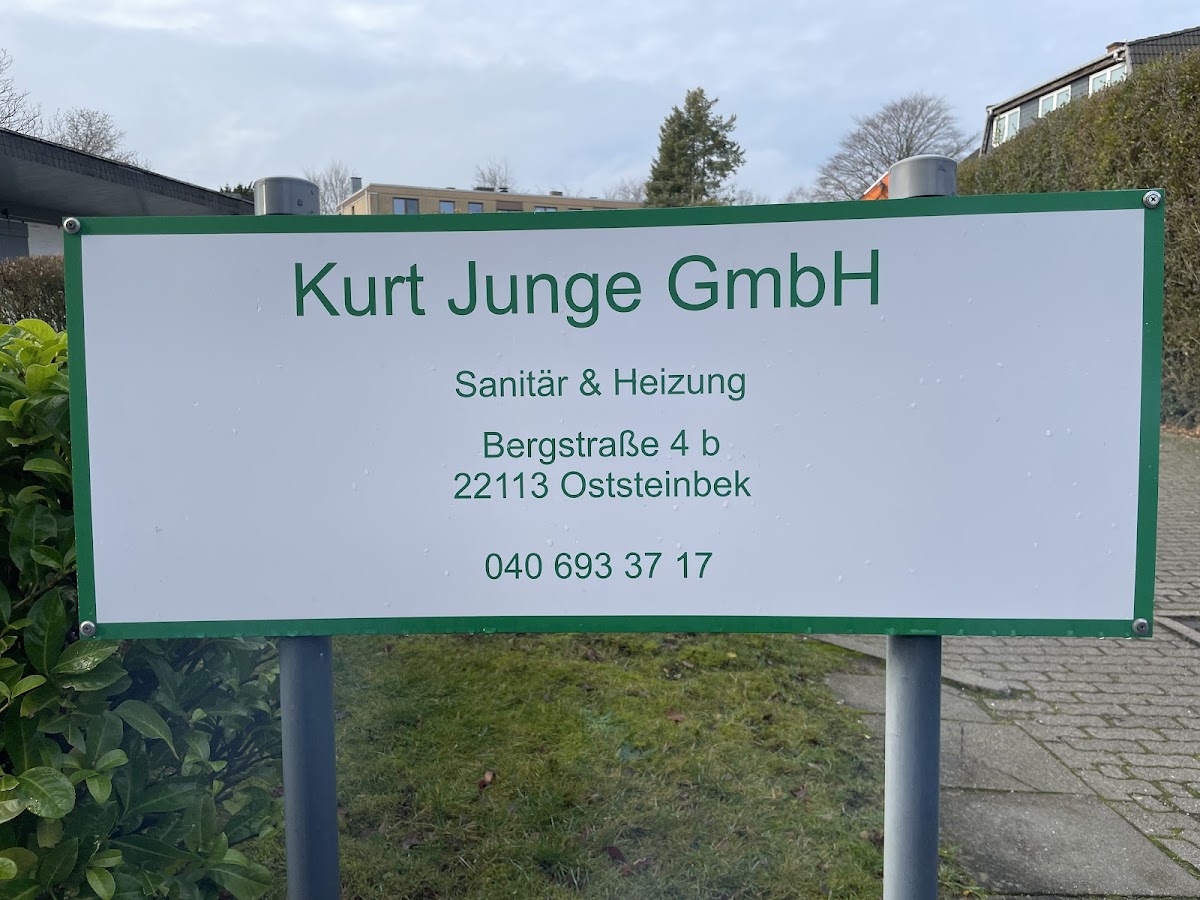 Kurt Junge GmbH
Sanitär & Heizung
Bergstraße 4 b
22113 Oststeinbek
040 693 37 17